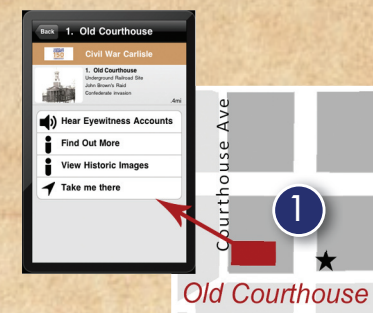 Back 1. Old Courthouse
Civil War Carlisle
1. Old Courthouse
Underground Railroad Site
John Brown's Raid
Confederate invasion
.4mi
Hear Eyewitness Accounts
Find Out More
View Historic Images
Take me there
Courthouse Ave
1
Old Courthouse